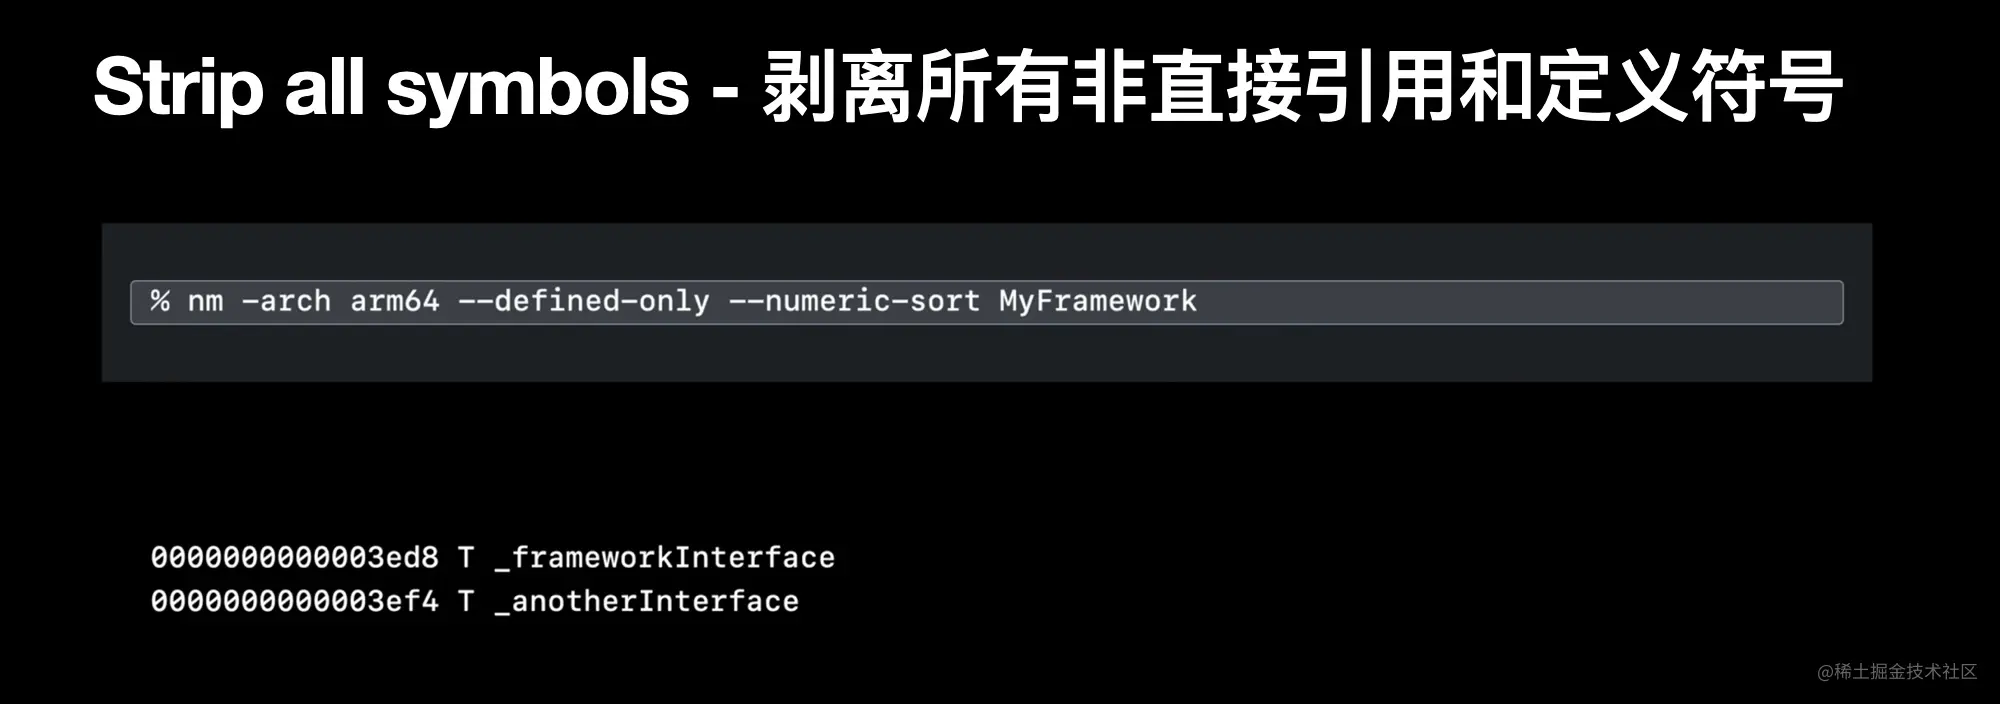 Strip all symbols - 剥离所有非直接引用和定义符号
% nm -arch arm64 --defined-only --numeric-sort MyFramework
0000000000003ed8 T _frameworkInterface
0000000000003ef4 T _anotherInterface
@稀土掘金技术社区